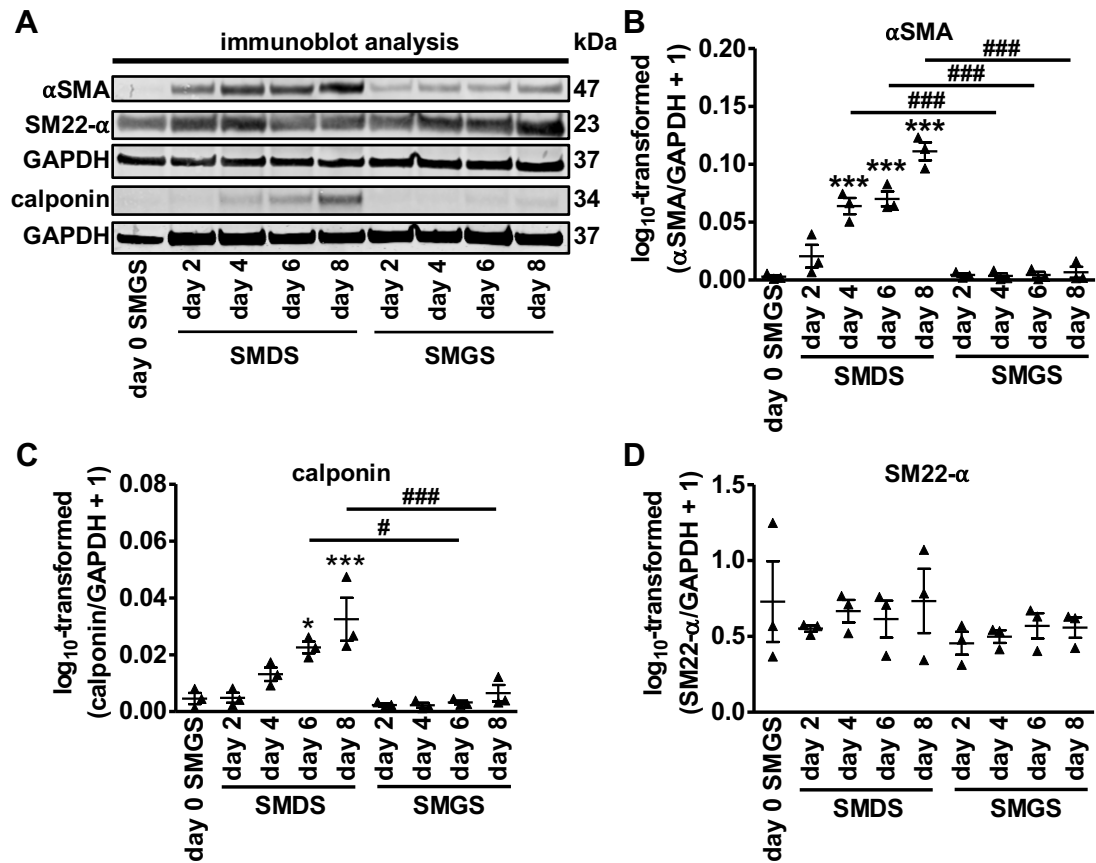 A
immunoblot analysis kDa
αSMA 47
SM22-α 23
GAPDH 37
calponin 34
GAPDH 37
day 0 SMGS day 2 day 4 day 6 day 8 day 2 day 4 day 6 day 8
SMDS SMGS
B
αSMA
log₁₀-transformed
(αSMA/GAPDH + 1)
0.20
0.15
0.10
0.05
0.00
###
###
###
***
***
***
day 0 SMGS day 2 day 4 day 6 day 8 day 2 day 4 day 6 day 8
SMDS SMGS
C
calponin
log₁₀-transformed
(calponin/GAPDH + 1)
0.08
0.06
0.04
0.02
0.00
###
#
***
*
day 0 SMGS day 2 day 4 day 6 day 8 day 2 day 4 day 6 day 8
SMDS SMGS
D
SM22-α
log₁₀-transformed
(SM22-α/GAPDH + 1)
1.5
1.0
0.5
0.0
day 0 SMGS day 2 day 4 day 6 day 8 day 2 day 4 day 6 day 8
SMDS SMGS